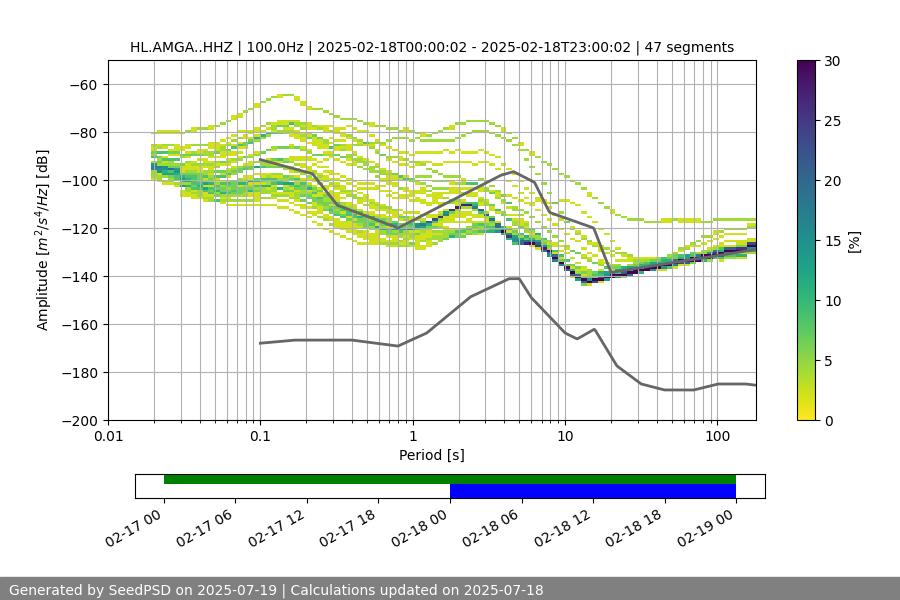 HL.AMGA..HHZ | 100.0Hz | 2025-02-18T00:00:02 - 2025-02-18T23:00:02 | 47 segments
Amplitude [m²/s⁴/Hz] [dB]
−60
−80
−100
−120
−140
−160
−180
−200
0.01 0.1 1 10 100
Period [s]
30
25
20
15
10
5
0
[%]
02-17 00 02-17 06 02-17 12 02-17 18 02-18 00 02-18 06 02-18 12 02-18 18 02-19 00
Generated by SeedPSD on 2025-07-19 | Calculations updated on 2025-07-18